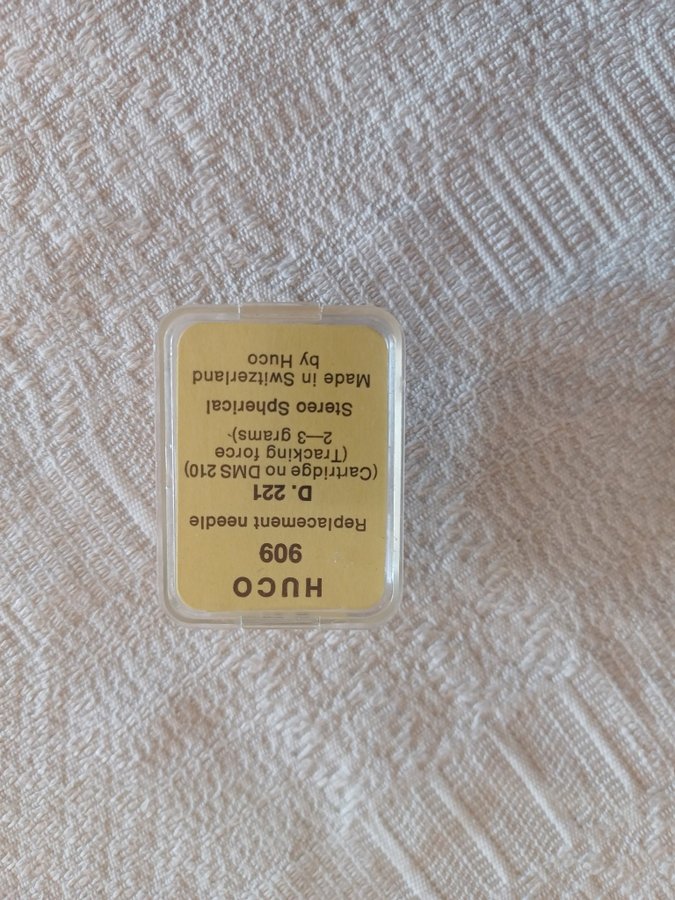 HUCO
909
Replacement needle
D. 221
(Cartridge no DMS 210)
(Tracking force
2—3 grams)
Stereo Spherical
Made in Switzerland
by Huco